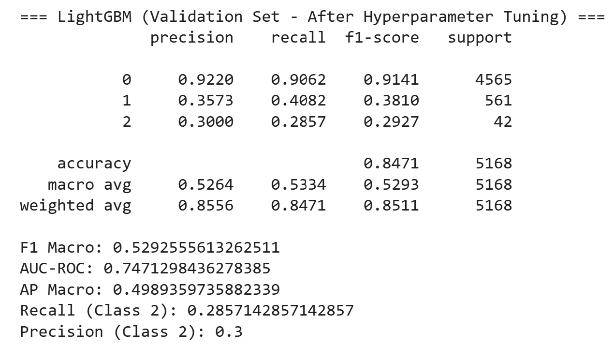 === LightGBM (Validation Set - After Hyperparameter Tuning) ===
precision recall f1-score support
0 0.9220 0.9062 0.9141 4565
1 0.3573 0.4082 0.3810 561
2 0.3000 0.2857 0.2927 42
accuracy 0.8471 5168
macro avg 0.5264 0.5334 0.5293 5168
weighted avg 0.8556 0.8471 0.8511 5168
F1 Macro: 0.5292555613262511
AUC-ROC: 0.7471298436278385
AP Macro: 0.4989359735882339
Recall (Class 2): 0.2857142857142857
Precision (Class 2): 0.3